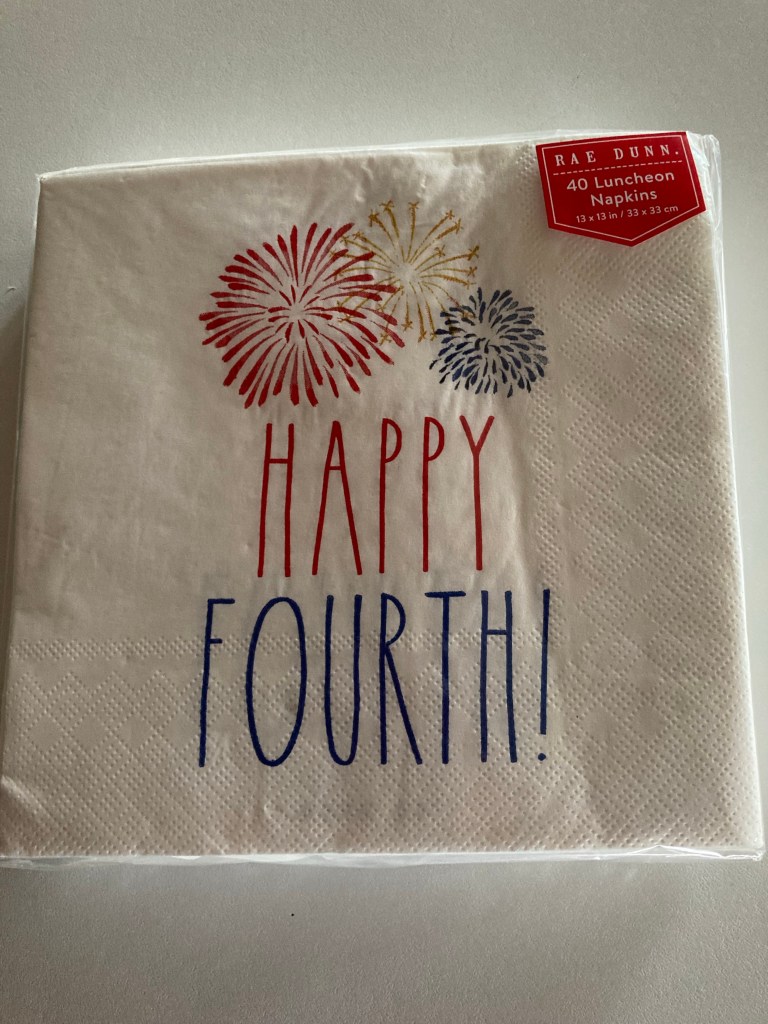 RAE DUNN.
40 Luncheon
Napkins
13 x 13 in / 33 x 33 cm
HAPPY
FOURTH!